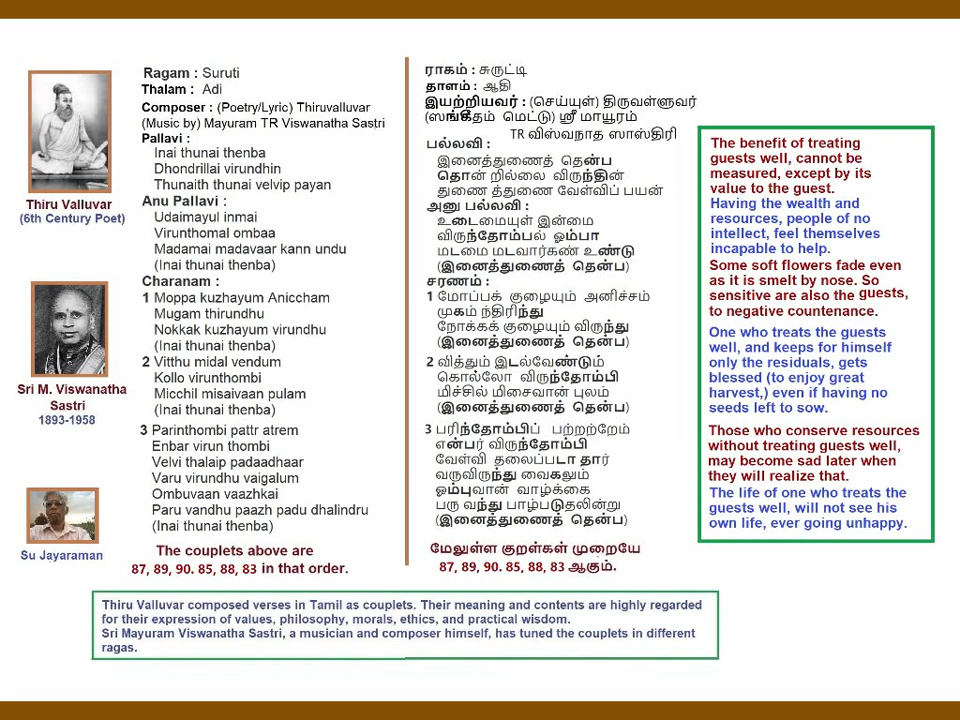 Thiru Valluvar
(6th Century Poet)
Sri M. Viswanatha
Sastri
1893-1958
Su Jayaraman
Ragam : Suruti
Thalam : Adi
Composer : (Poetry/Lyric) Thiruvalluvar
(Music by) Mayuram TR Viswanatha Sastri
Pallavi :
Inai thunai thenba
Dhondrillai virundhin
Thunaith thunai velvip payan
Anu Pallavi :
Udaimayul inmai
Virunthomal ombaa
Madamai madavaar kann undu
(Inai thunai thenba)
Charanam :
1 Moppa kuzhayum Aniccham
Mugam thirundhu
Nokkak kuzhayum virundhu
(Inai thunai thenba)
2 Vitthu midal vendum
Kollo virunthombi
Micchil misaivaan pulam
(Inai thunai thenba)
3 Parinthombi pattr atrem
Enbar virun thombi
Velvi thalaip padaadhaar
Varu virundhu vaigalum
Ombuvaan vaazhkai
Paru vandhu paazh padu dhalindru
(Inai thunai thenba)
The couplets above are
87, 89, 90. 85, 88, 83 in that order.
ராகம் : சுருட்டி
தாளம் : ஆதி
இயற்றியவர் : (செய்யுள்) திருவள்ளுவர்
(ஸங்கீதம் மெட்டு) ஸ்ரீ மாயூரம்
TR விஸ்வநாத ஸாஸ்திரி
பல்லவி :
இனைத்துணைத் தென்ப
தொன் றில்லை விருந்தின்
துணை த்துணை வேள்விப் பயன்
அனு பல்லவி :
உடைமையுள் இன்மை
விருந்தோம்பல் ஓம்பா
மடமை மடவார்கண் உண்டு
(இனைத்துணைத் தென்ப)
சரணம் :
1 மோப்பக் குழையும் அனிச்சம்
முகம் ந்திரிந்து
நோக்கக் குழையும் விருந்து
(இனைத்துணைத் தென்ப)
2 வித்தும் இடல்வேண்டும்
கொல்லோ விருந்தோம்பி
மிச்சில் மிசைவான் புலம்
(இனைத்துணைத் தென்ப)
3 பரிந்தோம்பிப் பற்றற்றேம்
என்பர் விருந்தோம்பி
வேள்வி தலைப்படா தார்
வருவிருந்து வைகலும்
ஓம்புவான் வாழ்க்கை
பரு வந்து பாழ்படுதலின்று
(இனைத்துணைத் தென்ப)
மேலுள்ள குறள்கள் முறையே
87, 89, 90. 85, 88, 83 ஆகும்.
The benefit of treating
guests well, cannot be
measured, except by its
value to the guest.
Having the wealth and
resources, people of no
intellect, feel themselves
incapable to help.
Some soft flowers fade even
as it is smelt by nose. So
sensitive are also the guests,
to negative countenance.
One who treats the guests
well, and keeps for himself
only the residuals, gets
blessed (to enjoy great
harvest,) even if having no
seeds left to sow.
Those who conserve resources
without treating guests well,
may become sad later when
they will realize that.
The life of one who treats the
guests well, will not see his
own life, ever going unhappy.
Thiru Valluvar composed verses in Tamil as couplets. Their meaning and contents are highly regarded
for their expression of values, philosophy, morals, ethics, and practical wisdom.
Sri Mayuram Viswanatha Sastri, a musician and composer himself, has tuned the couplets in different
ragas.